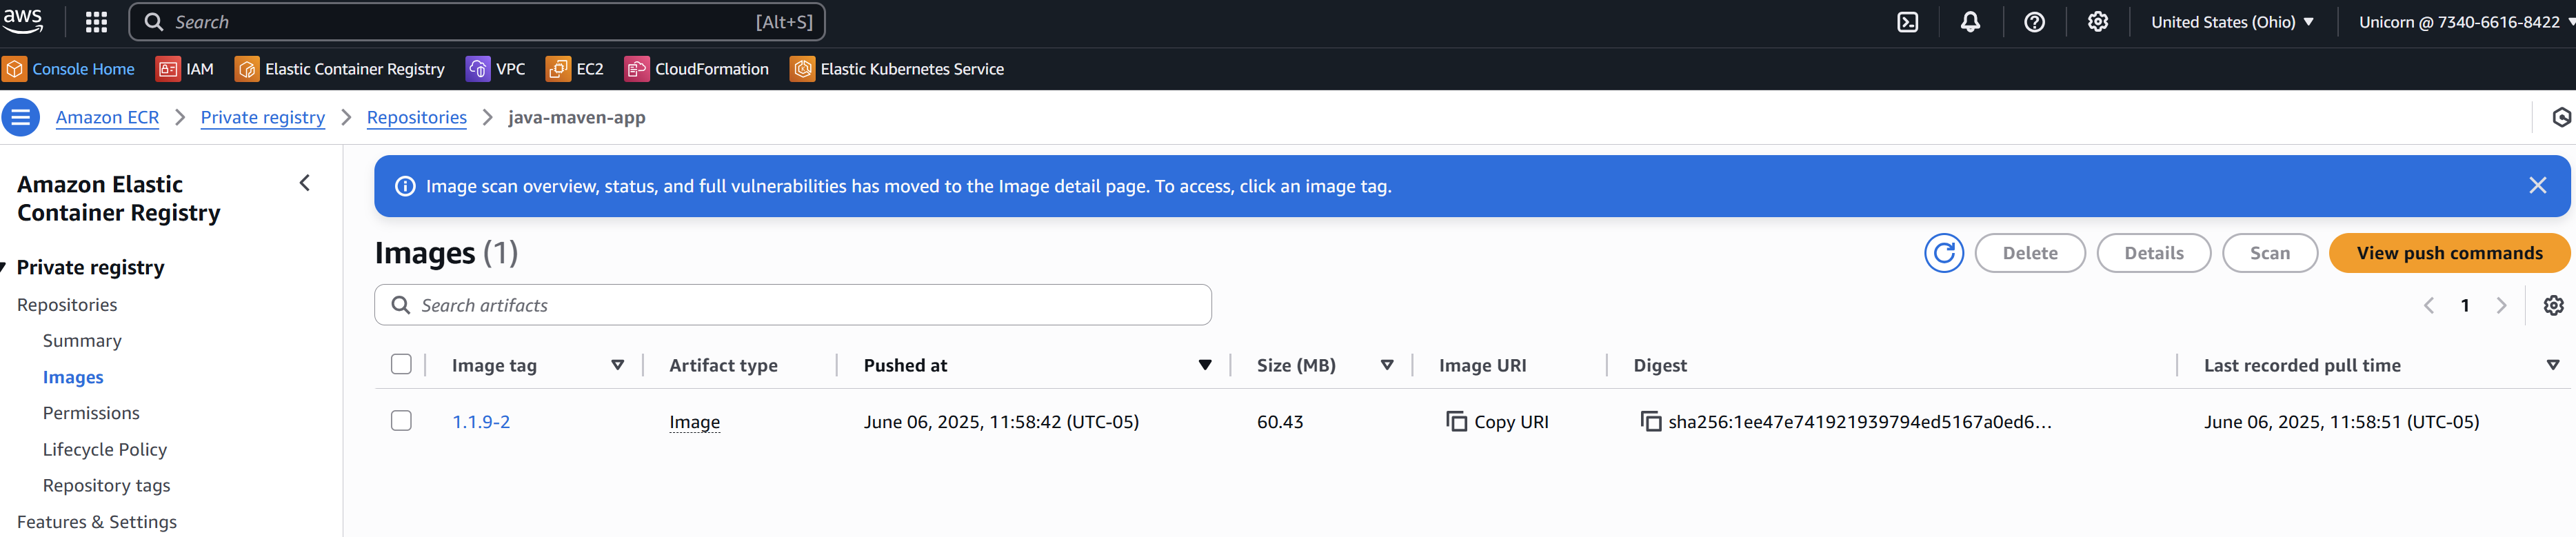 aws
Search [Alt+S] United States (Ohio) Unicorn @ 7340-6616-8422
Console Home IAM Elastic Container Registry VPC EC2 CloudFormation Elastic Kubernetes Service
Amazon ECR Private registry Repositories java-maven-app
Amazon Elastic
Container Registry
Private registry
Repositories
Summary
Images
Permissions
Lifecycle Policy
Repository tags
Features & Settings
Image scan overview, status, and full vulnerabilities has moved to the Image detail page. To access, click an image tag.
Images (1) Delete Details Scan View push commands
Search artifacts 1
Image tag Artifact type Pushed at Size (MB) Image URI Digest Last recorded pull time
1.1.9-2 Image June 06, 2025, 11:58:42 (UTC-05) 60.43 Copy URI sha256:1ee47e741921939794ed5167a0ed6... June 06, 2025, 11:58:51 (UTC-05)